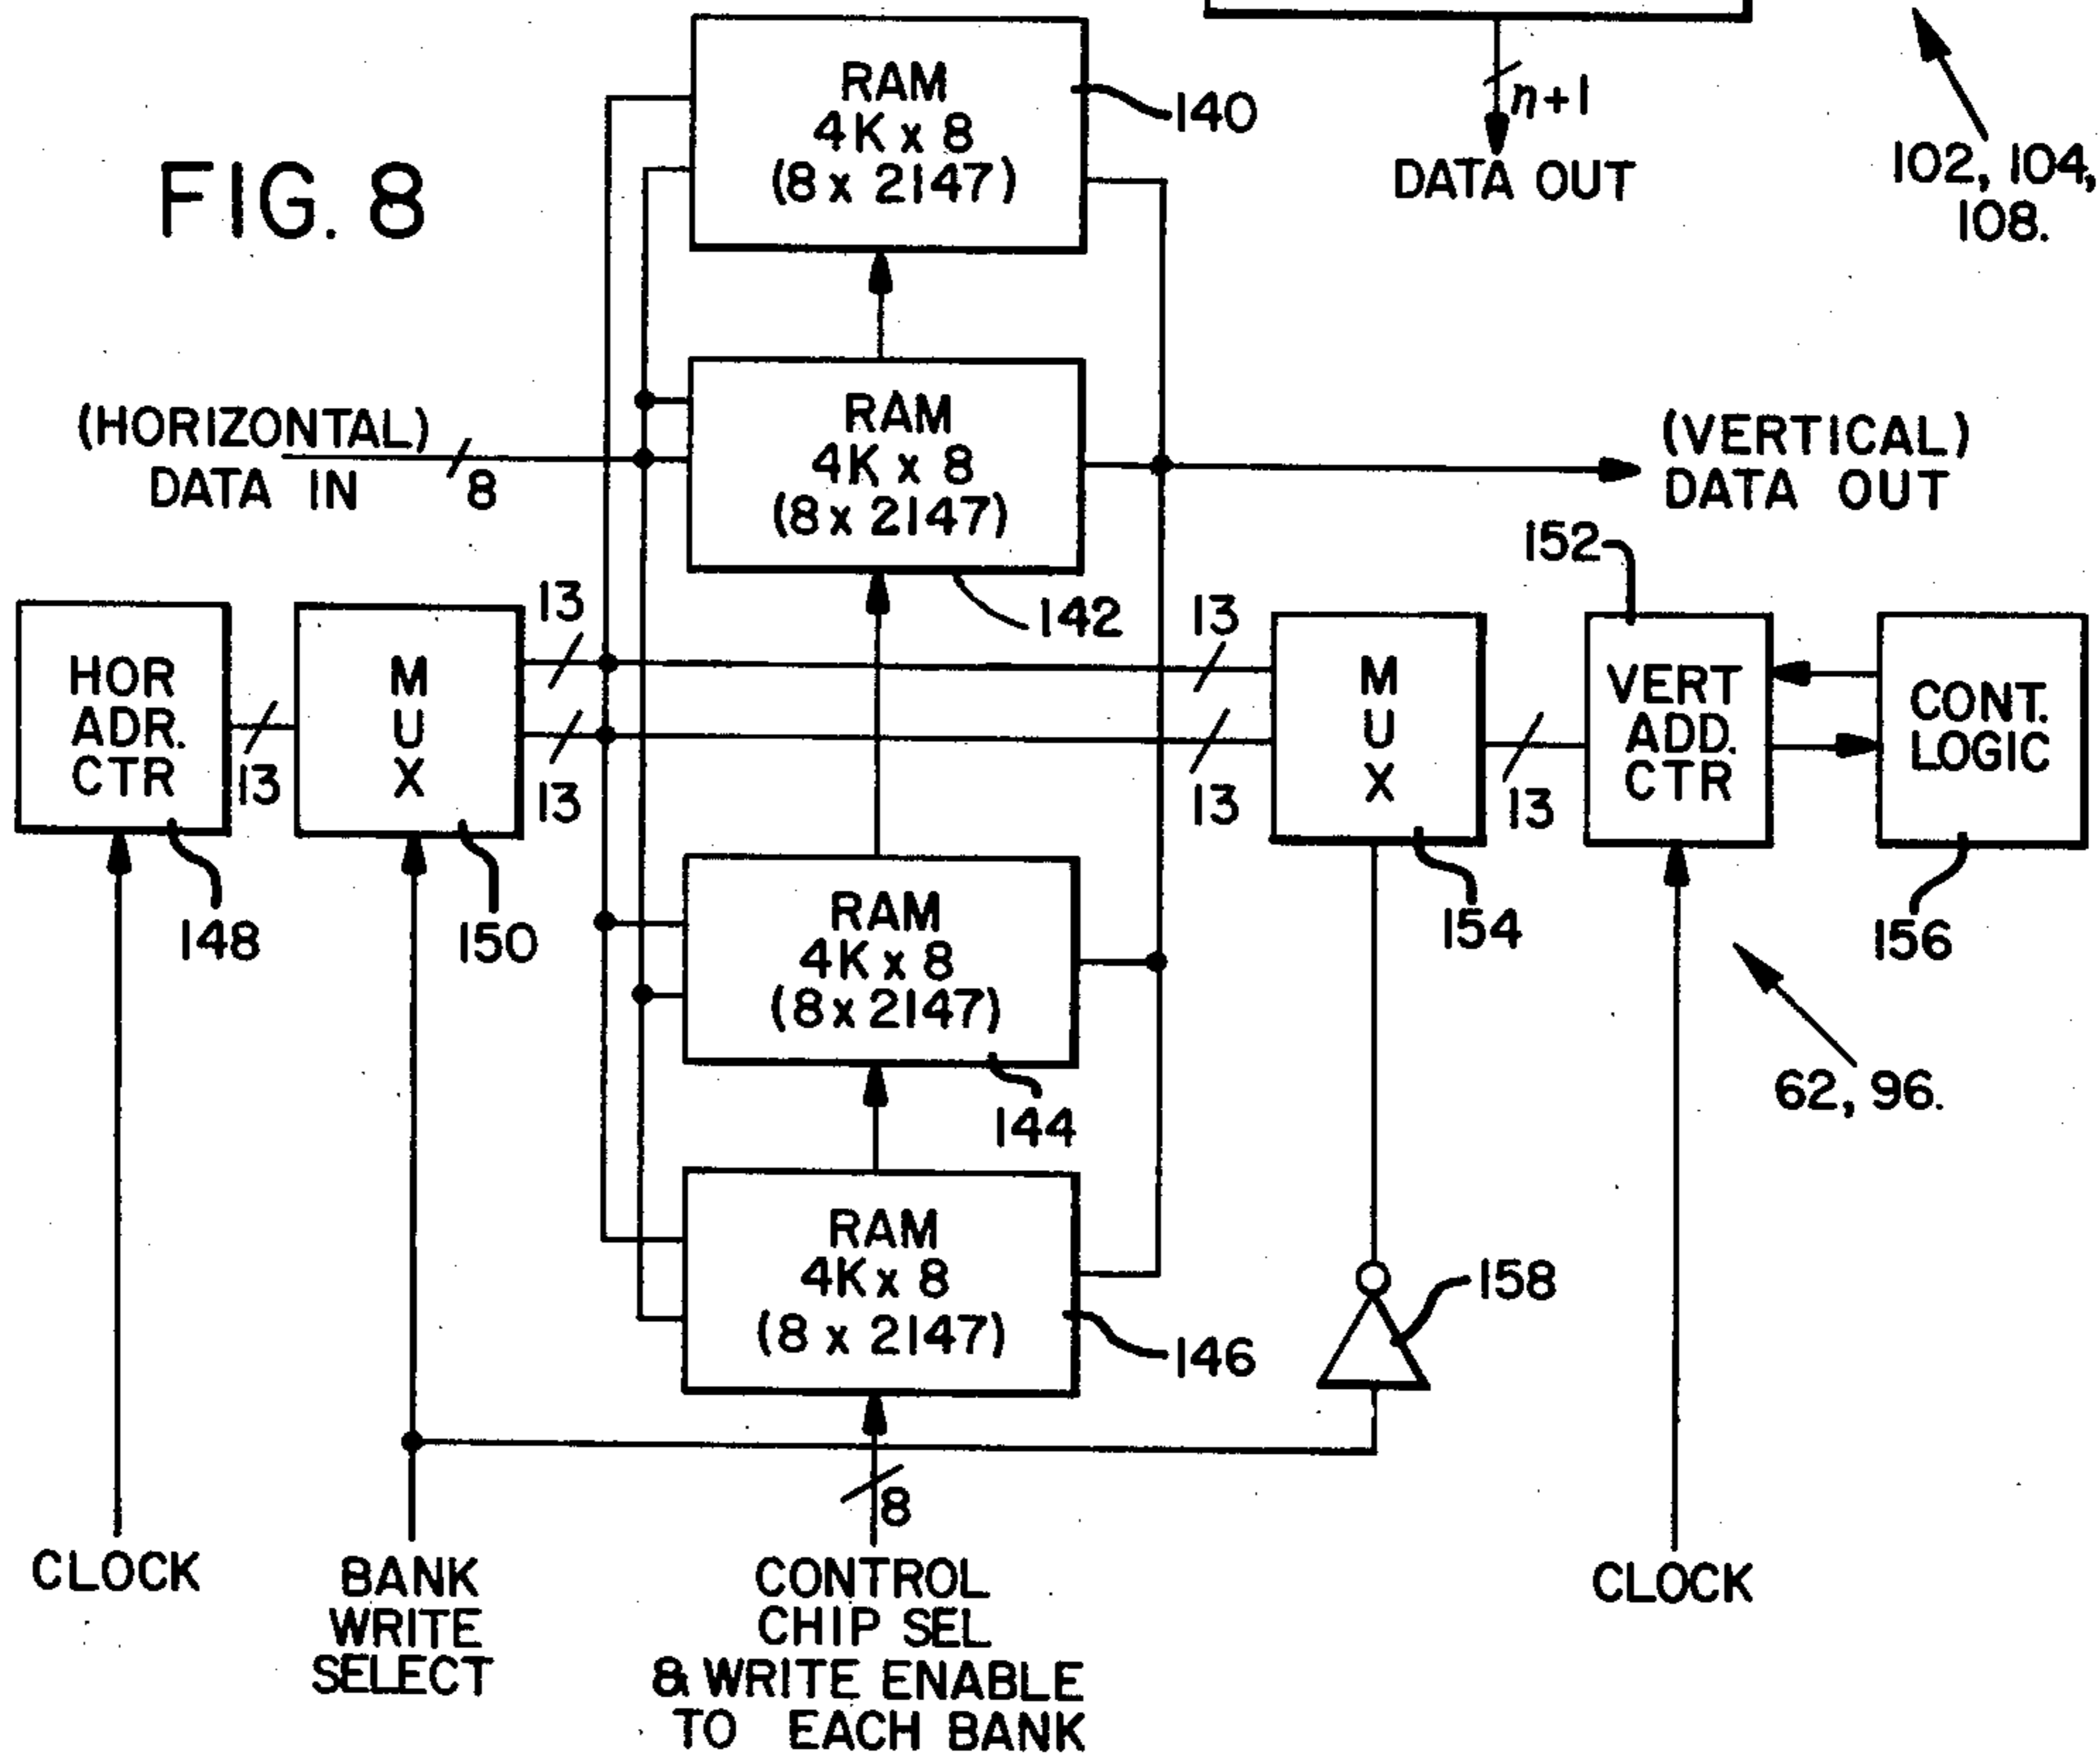 RAM
4K x 8
(8 x 2147)
140
n+1
DATA OUT
102, 104,
108.
FIG. 8
(HORIZONTAL)
DATA IN
8
RAM
4K x 8
(8 x 2147)
142
(VERTICAL)
DATA OUT
152
HOR
ADR.
CTR
13
148
M
U
X
150
13
13
13
13
M
U
X
154
13
VERT
ADD.
CTR
CONT.
LOGIC
156
62, 96.
RAM
4K x 8
(8 x 2147)
144
RAM
4K x 8
(8 x 2147)
146
158
8
CLOCK
BANK
WRITE
SELECT
CONTROL
CHIP SEL
& WRITE ENABLE
TO EACH BANK
CLOCK